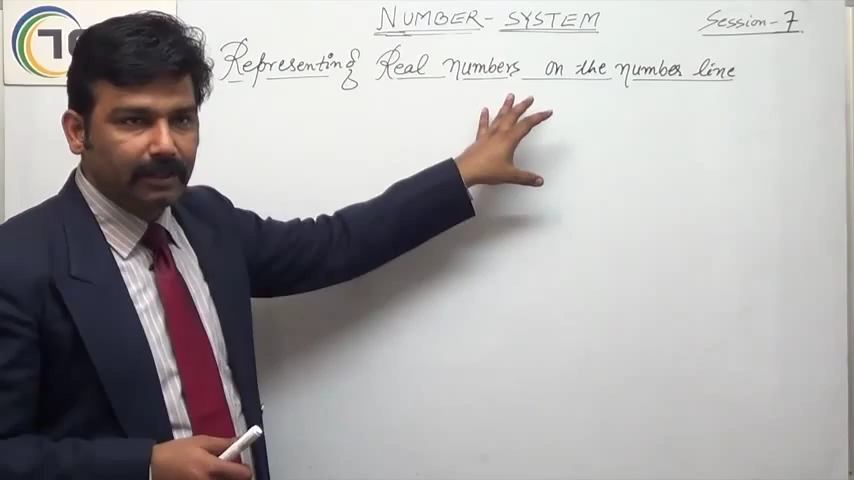 NUMBER-SYSTEM Session-7
Representing Real numbers on the number line